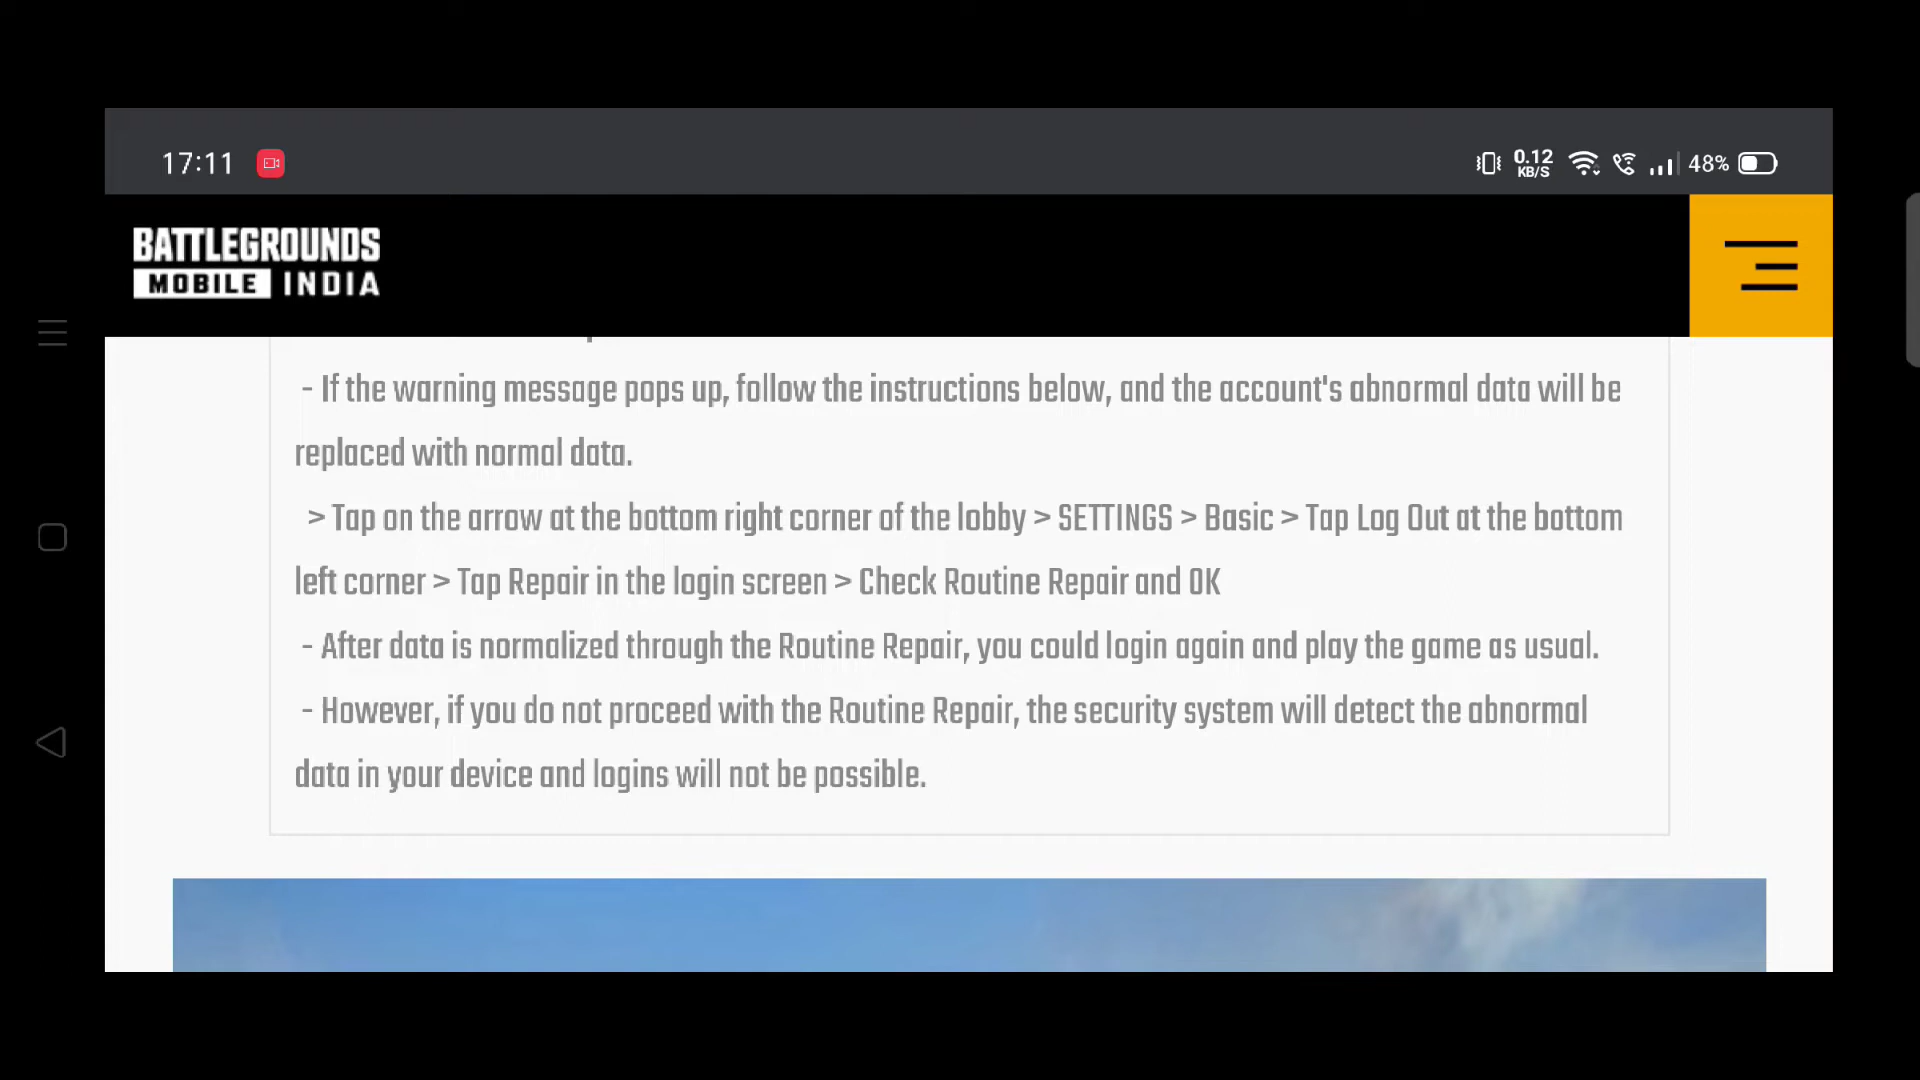 17:11
0.12
KB/S
48%
BATTLEGROUNDS
MOBILE INDIA
- If the warning message pops up, follow the instructions below, and the account's abnormal data will be
replaced with normal data.
> Tap on the arrow at the bottom right corner of the lobby > SETTINGS > Basic > Tap Log Out at the bottom
left corner > Tap Repair in the login screen > Check Routine Repair and OK
- After data is normalized through the Routine Repair, you could login again and play the game as usual.
- However, if you do not proceed with the Routine Repair, the security system will detect the abnormal
data in your device and logins will not be possible.